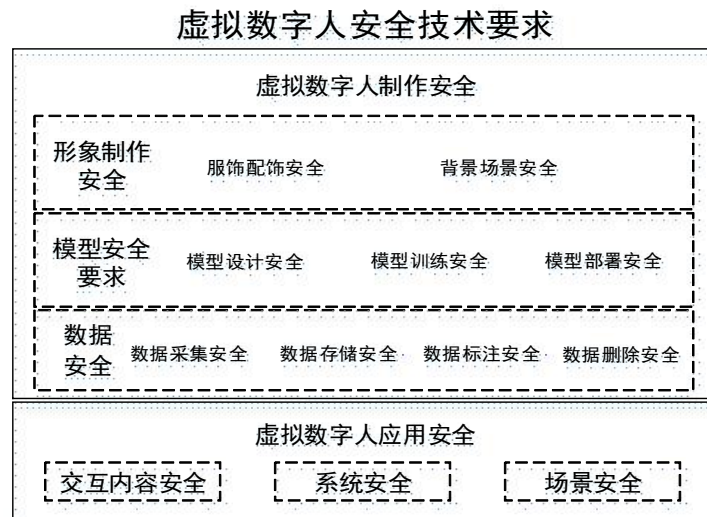 虚拟数字人安全技术要求
虚拟数字人制作安全
形象制作
安全
服饰配饰安全
背景场景安全
模型安全
要求
模型设计安全
模型训练安全
模型部署安全
数据
安全
数据采集安全
数据存储安全
数据标注安全
数据删除安全
虚拟数字人应用安全
交互内容安全
系统安全
场景安全